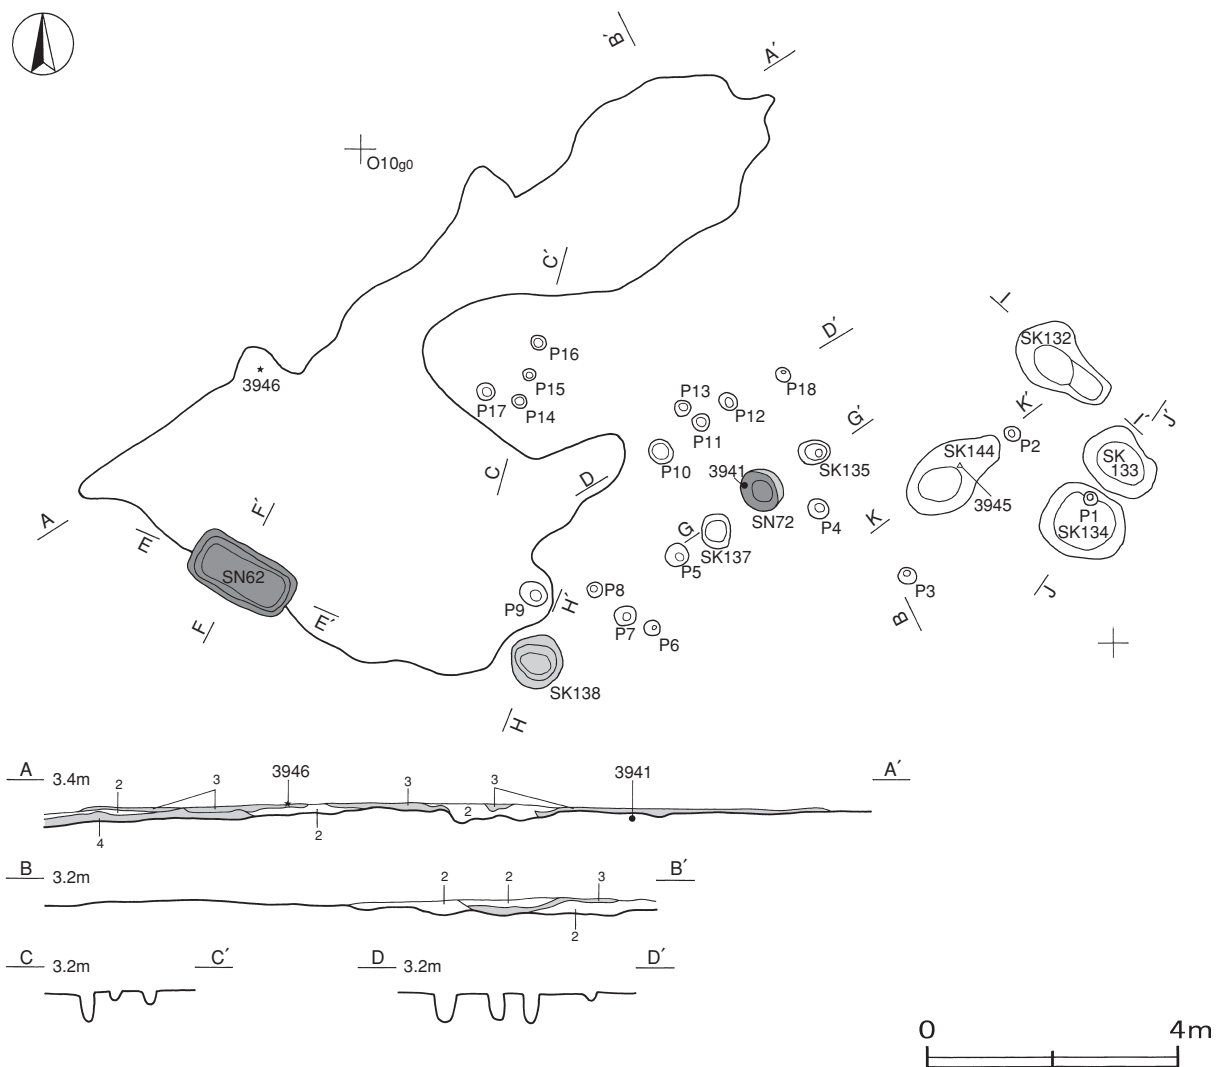 B`
A′
O10g0
C′
I
D′
SK132
P16
P15
P18
3946
P17
P14
P13
P12
K′
I`
J′
G′
P11
SK144
P2
P10
3941
SK135
SK
133
C
D
3945
A
F`
SN72
P4
K
P1
SK134
E
G
SK137
SN62
P5
P9
H′
P8
P3
J
F
E′
P7
B
P6
SK138
H
A
3.4m
2
3
3946
3
3
3941
A′
2
2
4
B
3.2m
2
2
3
B′
2
C
3.2m
C′
D
3.2m
D′
0
4m